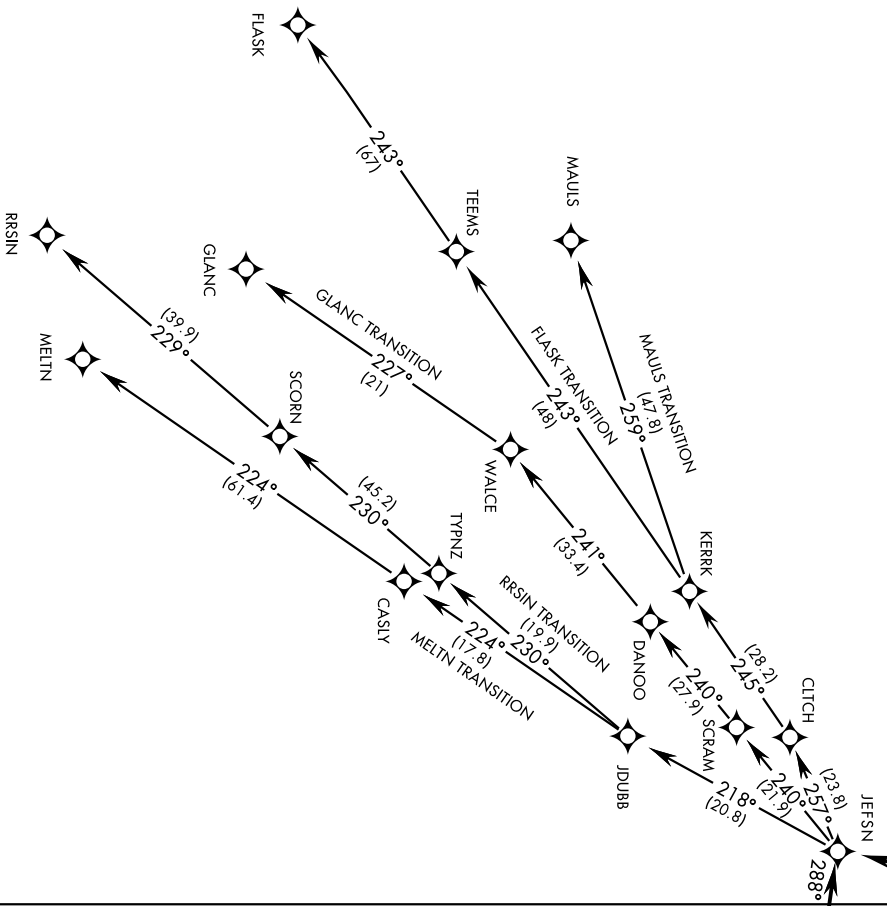 FLASK
243°
(67)
MAULS
TEEMS
RRSIN
GLANC
GLANC TRANSITION
227°
(21)
FLASK TRANSITION
243°
(48)
MAULS TRANSITION
(47.8)
259°
(39.9)
229°
MELTN
SCORN
WALCE
224°
(61.4)
(45.2)
230°
TYPNZ
241°
(33.4)
KERRK
CASLY
RRSIN TRANSITION
(19.9)
230°
224°
(17.8)
MELTN TRANSITION
DANOO
(28.2)
245°
240°
(27.9)
CLTCH
SCRAM
JDUBB
218°
(20.8)
240°
(21.9)
(23.8)
257°
JEFSN
288°